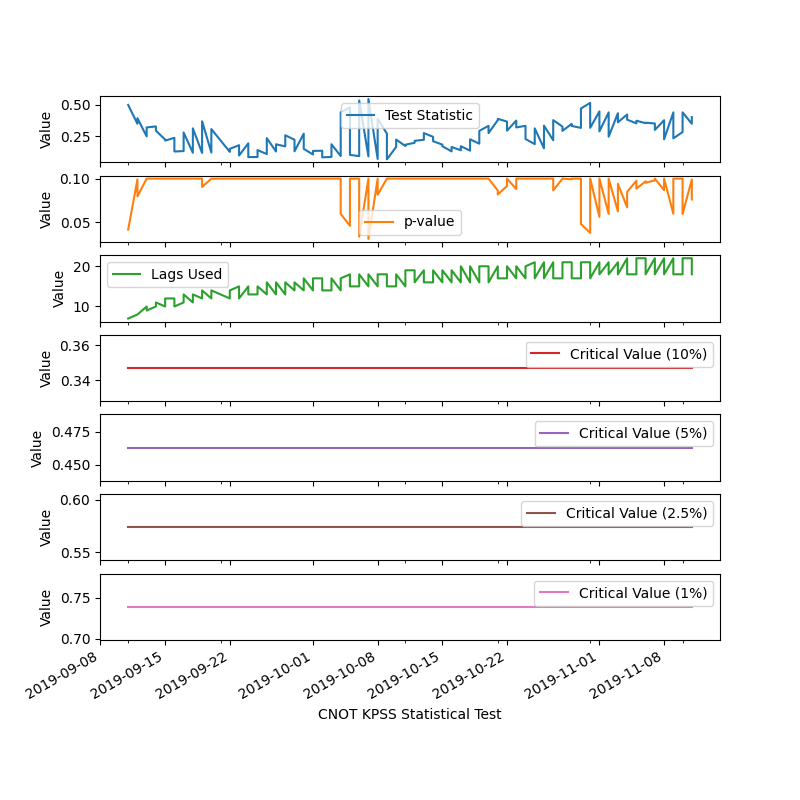 0.50
0.25
Value
Test Statistic
0.10
0.05
Value
p-value
20
10
Value
Lags Used
0.36
0.34
Value
Critical Value (10%)
0.475
0.450
Value
Critical Value (5%)
0.60
0.55
Value
Critical Value (2.5%)
0.75
0.70
Value
Critical Value (1%)
2019-09-08
2019-09-15
2019-09-22
2019-10-01
2019-10-08
2019-10-15
2019-10-22
2019-11-01
2019-11-08
CNOT KPSS Statistical Test